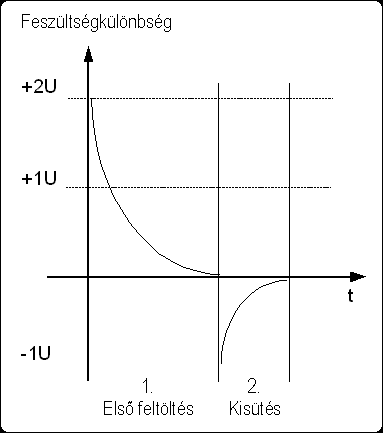 Feszültségkülönbség
+2U
+1U
t
-1U
1.
2.
Első feltöltés
Kisütés